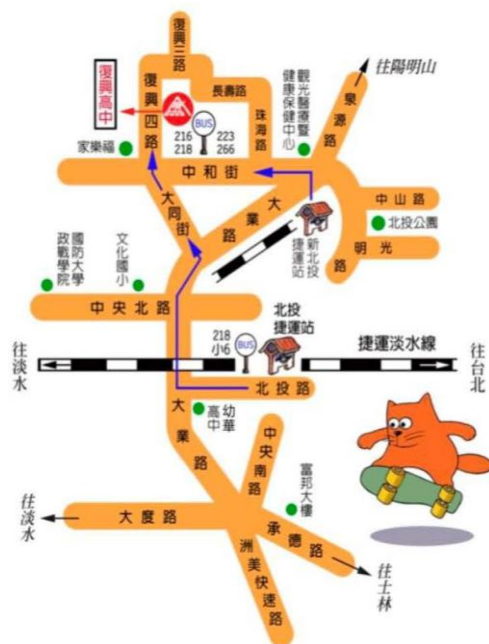 復興三路
往陽明山
復興高中
復興四路
長壽路
珠海路
觀光醫療暨
健康保健中心
泉源路
BUS
216 223
218 266
家樂福
中和街
中山路
北投公園
大同街
大業路
新北投
捷運站
明光路
國防大學
政戰學院
文化國小
中央北路
北投
捷運站
218
小6
BUS
捷運淡水線
往淡水
往台北
北投路
幼華
高中
大業路
中央南路
富邦大樓
往淡水
大度路
承德路
洲美快速路
往士林